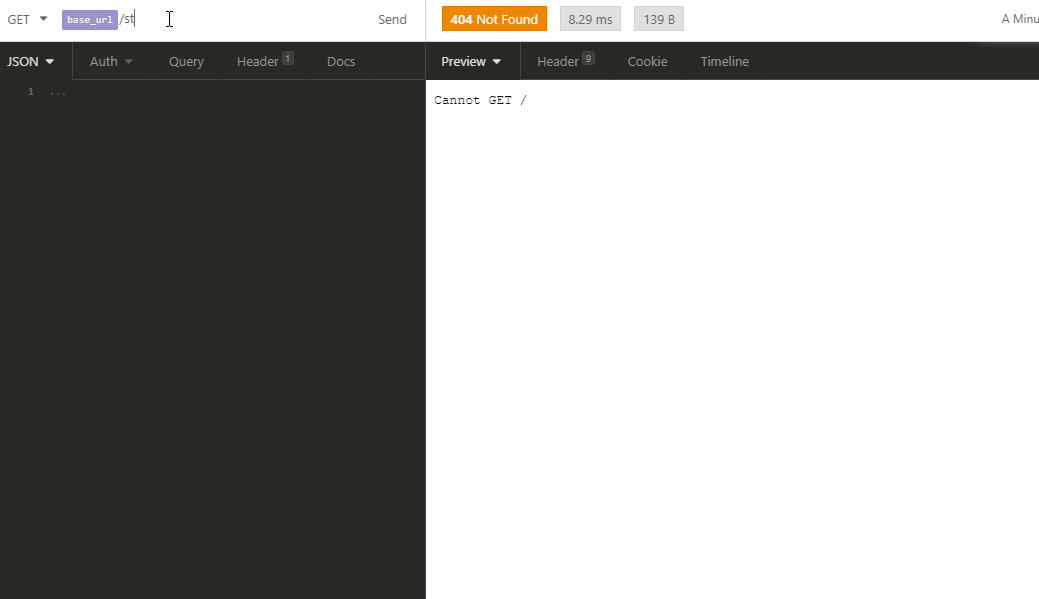 GET base_url /st Send 404 Not Found 8.29 ms 139 B A Minu
JSON Auth Query Header 1 Docs Preview Header 9 Cookie Timeline
1 ...
Cannot GET /